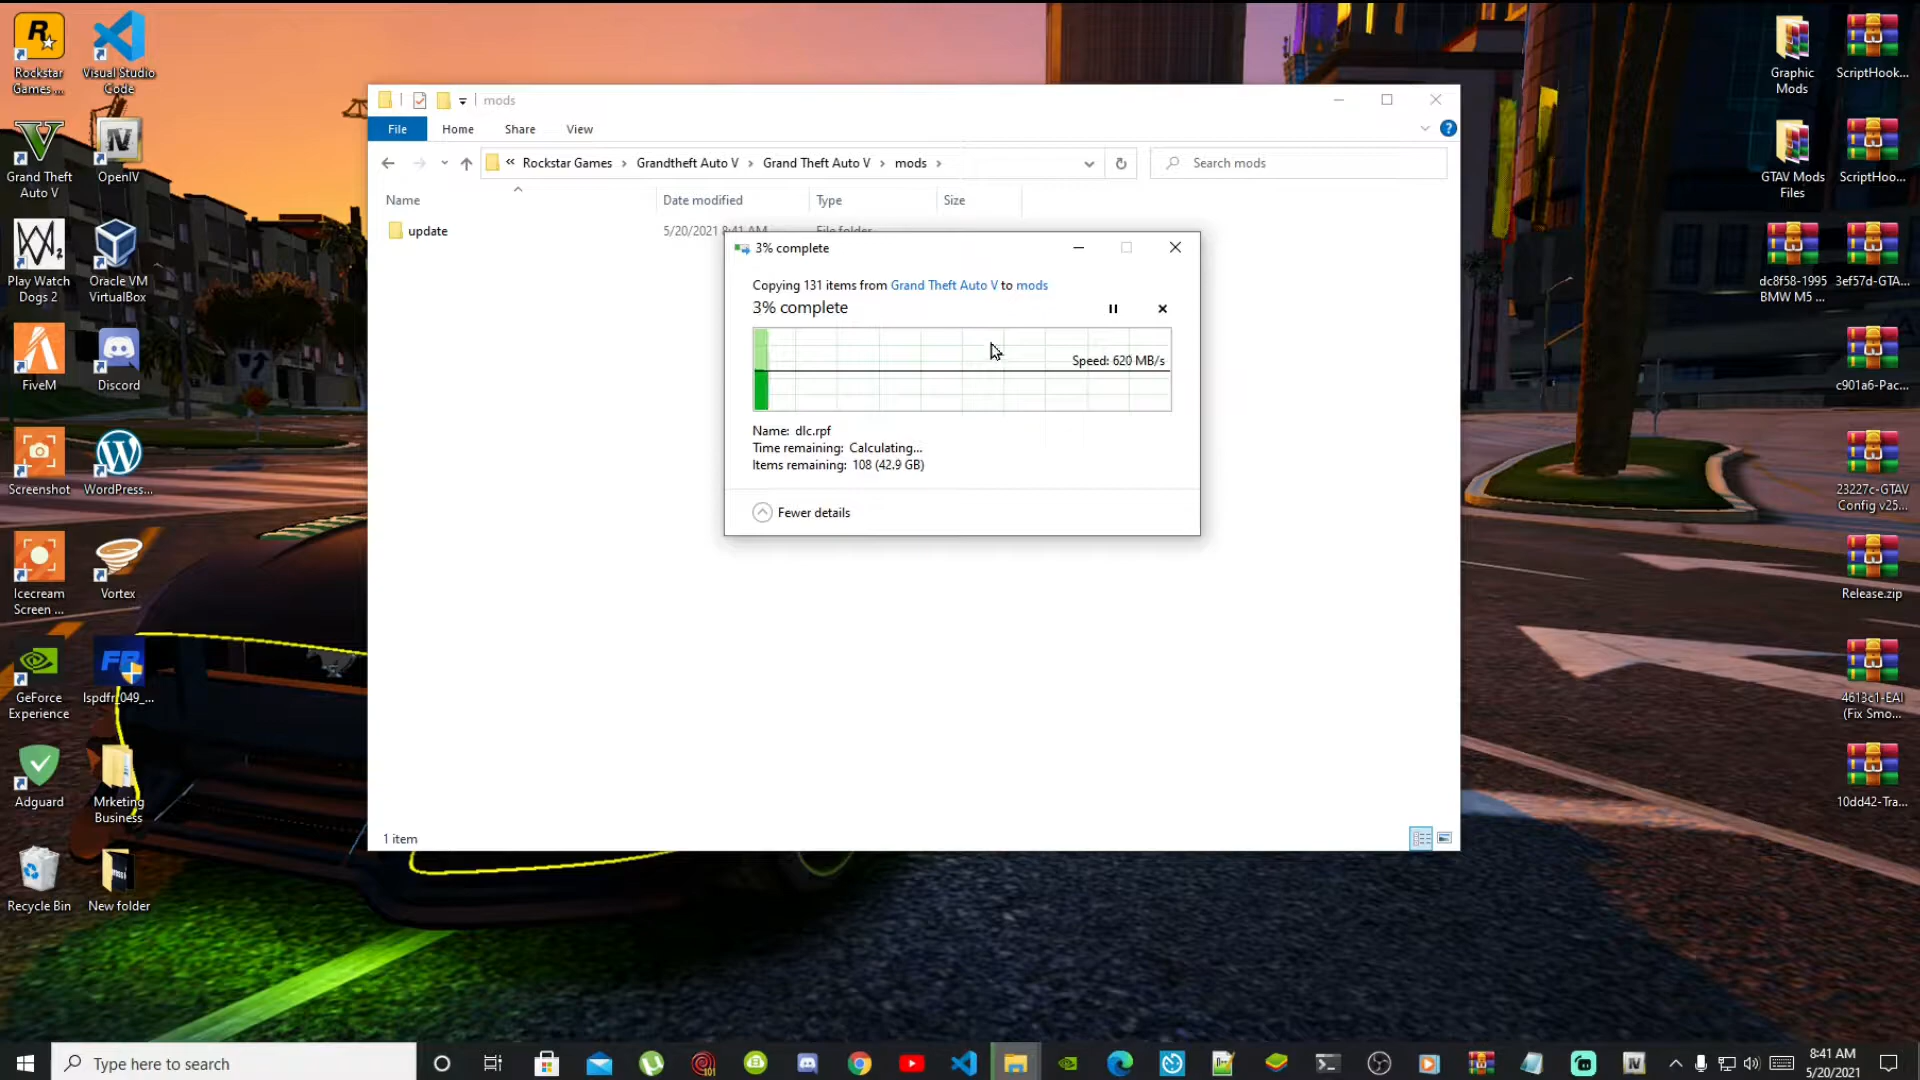 Rockstar
Games ...
Visual Studio
Code
Grand Theft
Auto V
OpenIV
Play Watch
Dogs 2
Oracle VM
VirtualBox
FiveM
Discord
Screenshot
WordPress...
Icecream
Screen ...
Vortex
GeForce
Experience
lspdfr_049_...
Adguard
Mrketing
Business
Recycle Bin
New folder
mods
File
Home
Share
View
« Rockstar Games › Grandtheft Auto V › Grand Theft Auto V › mods ›
Search mods
Name
Date modified
Type
Size
update
5/20/2021 8:41 AM
File folder
3% complete
Copying 131 items from Grand Theft Auto V to mods
3% complete
Speed: 620 MB/s
Name: dlc.rpf
Time remaining: Calculating...
Items remaining: 108 (42.9 GB)
Fewer details
1 item
Graphic
Mods
ScriptHook...
GTAV Mods
Files
ScriptHoo...
dc8f58-1995
BMW M5 ...
3ef57d-GTA...
c901a6-Pac...
23227c-GTAV
Config v25...
Release.zip
4613c1-EAI
(Fix Smo...
10dd42-Tra...
Type here to search
8:41 AM
5/20/2021